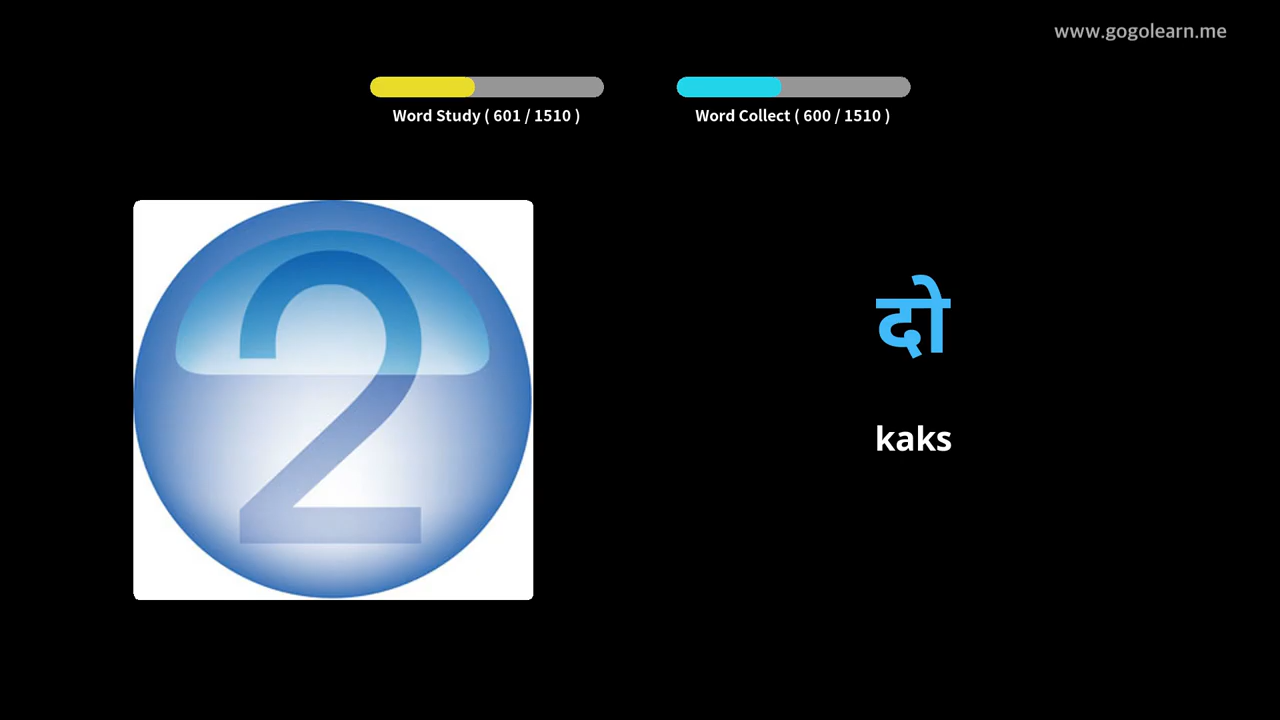 www.gogolearn.me
Word Study ( 601 / 1510 )
Word Collect ( 600 / 1510 )
2
दो
kaks